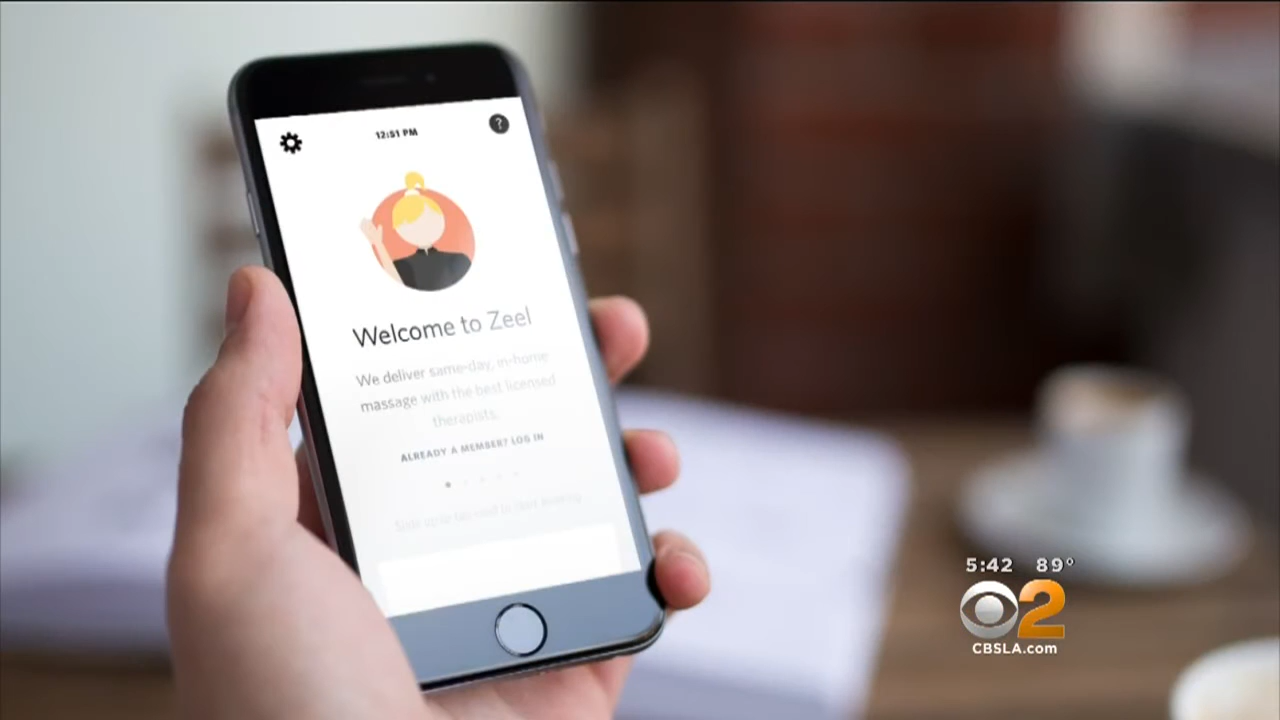 12:51 PM
?
Welcome to Zeel
We deliver same-day, in-home
massage with the best licensed
therapists.
ALREADY A MEMBER? LOG IN
5:42 89°
2
CBSLA.com